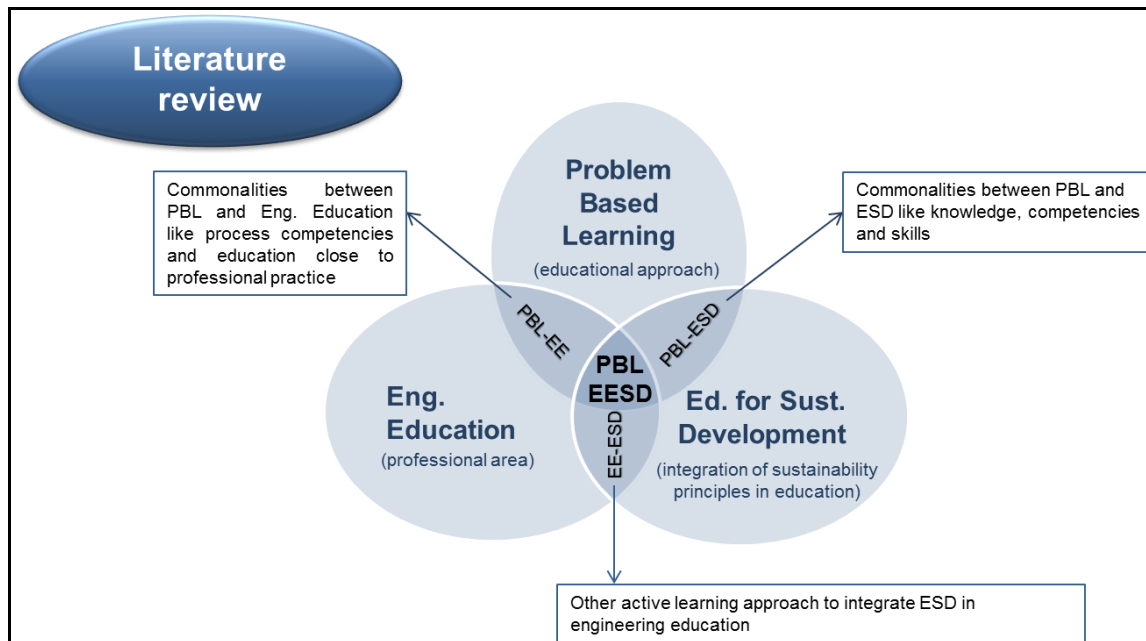 Literature
review
Problem
Based
Learning
(educational approach)
Commonalities between
PBL and Eng. Education
like process competencies
and education close to
professional practice
Commonalities between PBL and
ESD like knowledge, competencies
and skills
PBL-EE
PBL-ESD
PBL
EESD
EE-ESD
Eng.
Education
(professional area)
Ed. for Sust.
Development
(integration of sustainability
principles in education)
Other active learning approach to integrate ESD in
engineering education